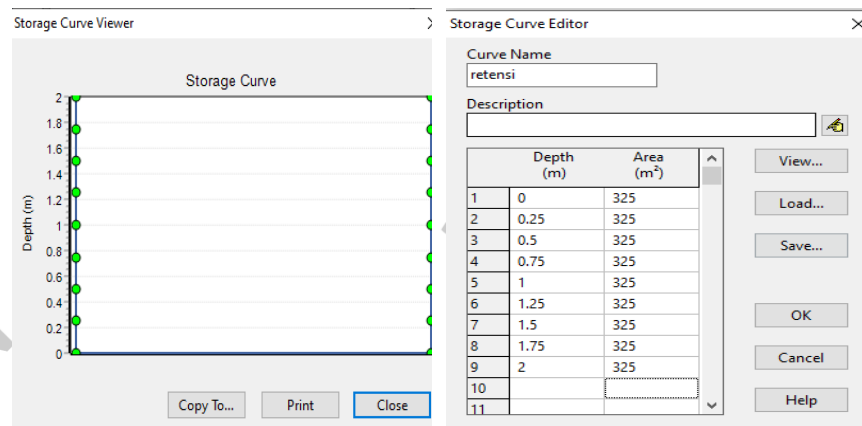 Storage Curve Viewer
Storage Curve
2
1.8
1.6
1.4
1.2
1
0.8
0.6
0.4
0.2
0
Depth (m)
Copy To...
Print
Close
Storage Curve Editor
Curve Name
retensi
Description
Depth Area
(m) (m²)
1 0 325
2 0.25 325
3 0.5 325
4 0.75 325
5 1 325
6 1.25 325
7 1.5 325
8 1.75 325
9 2 325
10
11
View...
Load...
Save...
OK
Cancel
Help